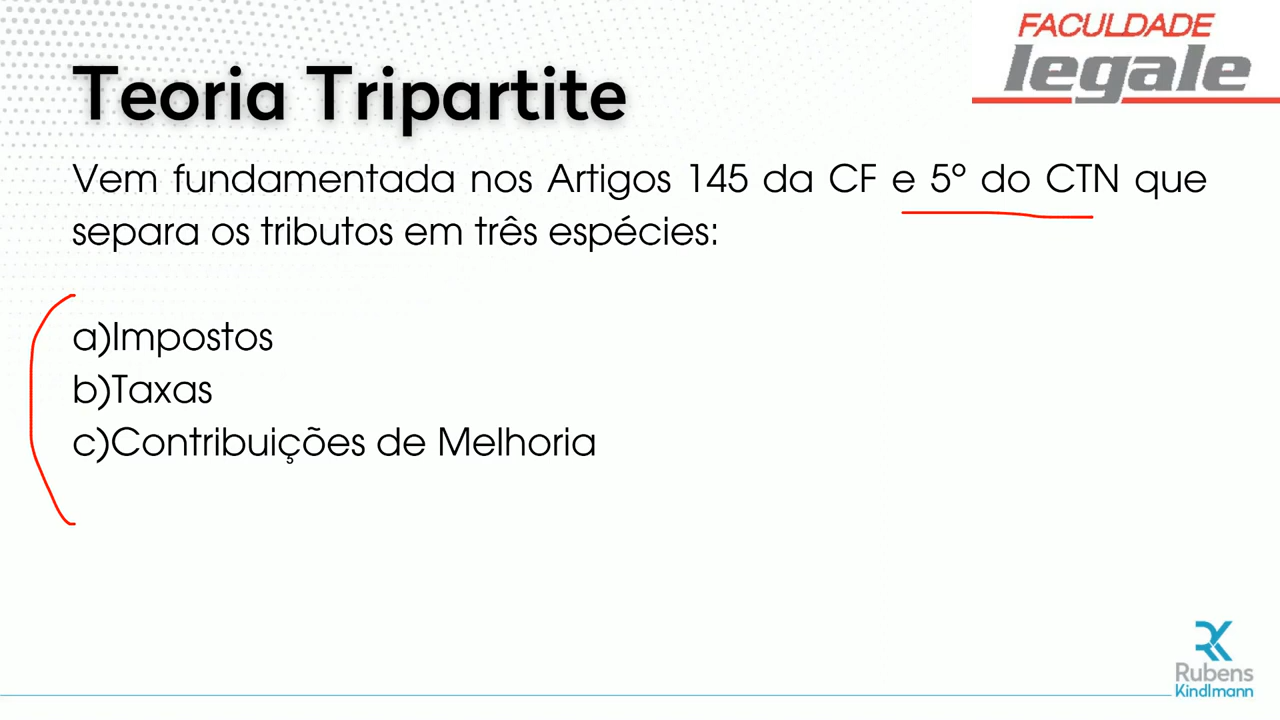 FACULDADE
legale
Teoria Tripartite
Vem fundamentada nos Artigos 145 da CF e 5º do CTN que
separa os tributos em três espécies:
a)Impostos
b)Taxas
c)Contribuições de Melhoria
RK
Rubens
Kindlmann